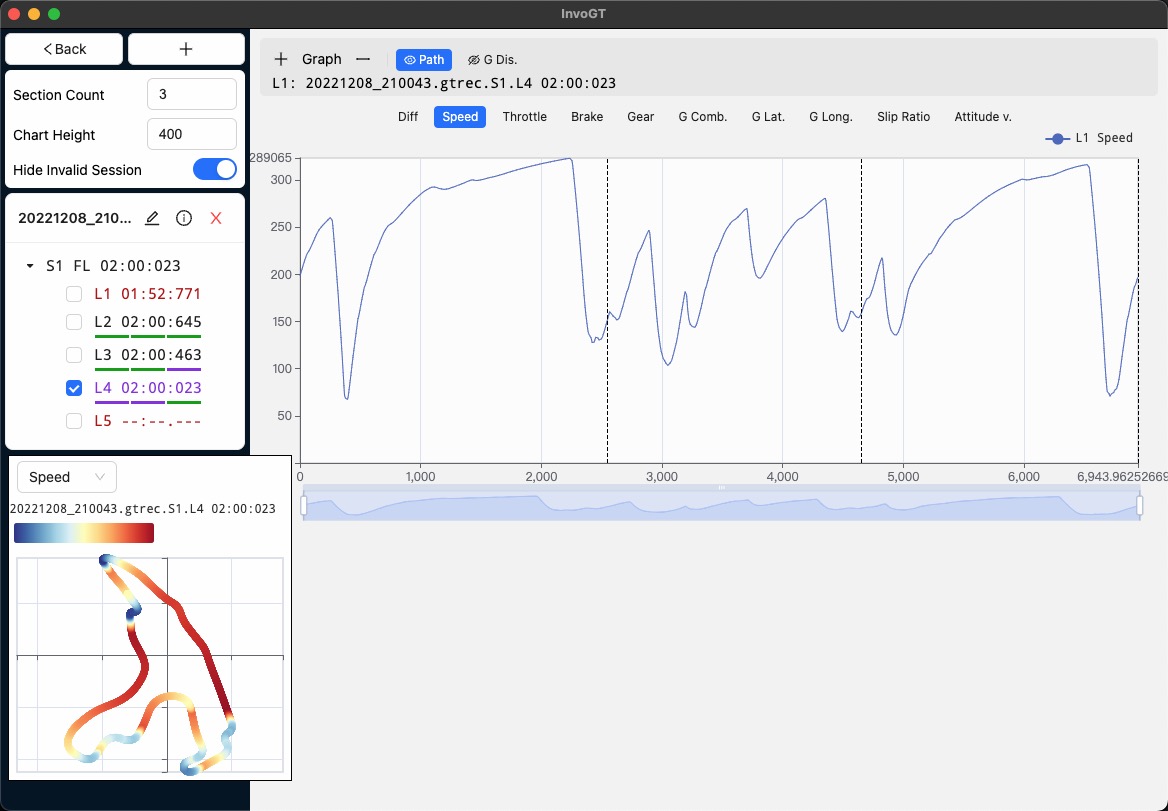 InvoGT
Back
Section Count 3
Chart Height 400
Hide Invalid Session
20221208_210...
S1 FL 02:00:023
L1 01:52:771
L2 02:00:645
L3 02:00:463
L4 02:00:023
L5 --:--.---
Graph Path G Dis.
L1: 20221208_210043.gtrec.S1.L4 02:00:023
Diff Speed Throttle Brake Gear G Comb. G Lat. G Long. Slip Ratio Attitude v.
L1 Speed
289065
300
250
200
150
100
50
0 1,000 2,000 3,000 4,000 5,000 6,000 6,943.96252669
Speed
20221208_210043.gtrec.S1.L4 02:00:023